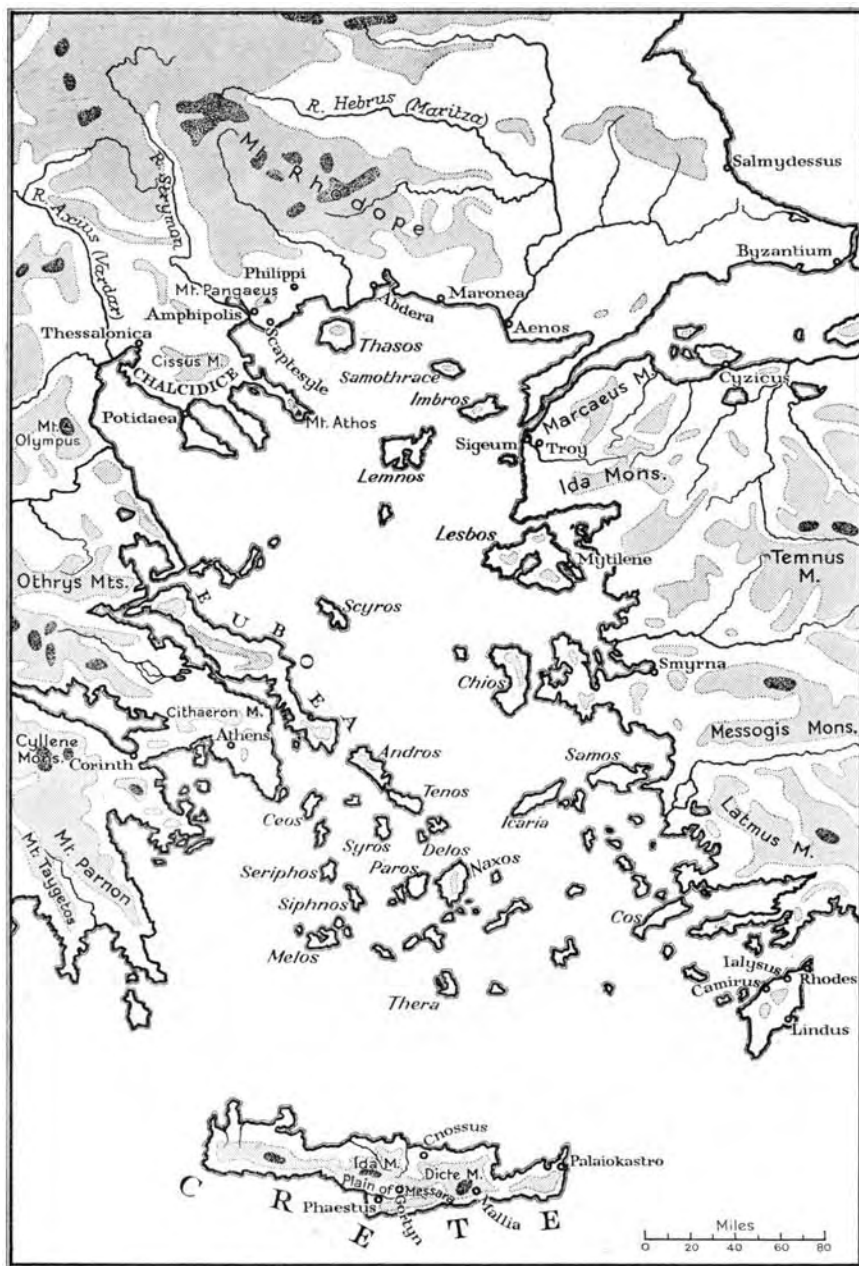 R. Hebrus (Maritza)
Mt. Rhodope
R. Strymon
R. Axius (Vardar)
Salmydessus
Byzantium
Philippi
Mt. Pangaeus
Amphipolis
Scaptesyle
Abdera
Maronea
Aenos
Thessalonica
Cissus M.
CHALCIDICE
Thasos
Samothrace
Imbros
Cyzicus
Marcaeus M.
Potidaea
Mt. Athos
Mt.
Olympus
Sigeum
Troy
Lemnos
Ida Mons.
Lesbos
Mytilene
Temnus
M.
Othrys Mts.
EUBOEA
Scyros
Chios
Smyrna
Messogis Mons.
Cithaeron M.
Athens
Cyllene
Mons.
Corinth
Andros
Tenos
Samos
Icaria
Latmus M.
Ceos
Syros
Delos
Naxos
Paros
Seriphos
Siphnos
Mt. Parnon
Mt. Taygetos
Melos
Cos
Ialysus
Rhodes
Camirus
Lindus
Thera
Cnossus
Ida M.
Dicte M.
Palaiokastro
Plain of Messara
Phaestus
Gortyn
Mallia
CRETE
Miles
0 20 40 60 80